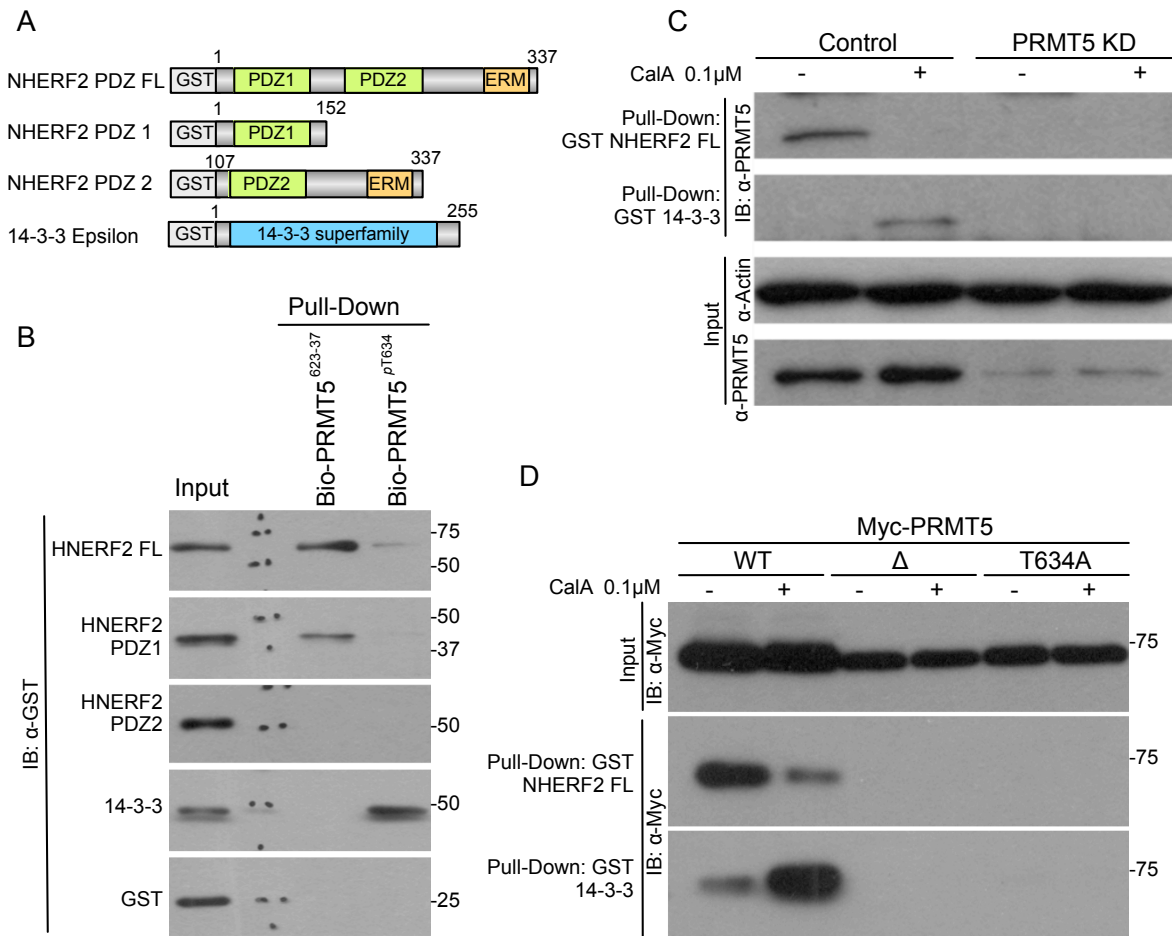 A
1 337
NHERF2 PDZ FL GST PDZ1 PDZ2 ERM
1 152
NHERF2 PDZ 1 GST PDZ1
107 337
NHERF2 PDZ 2 GST PDZ2 ERM
1 255
14-3-3 Epsilon GST 14-3-3 superfamily
B
Pull-Down
Input
Bio-PRMT5 623-37
Bio-PRMT5 pT634
IB: α-GST
HNERF2 FL
-75
-50
HNERF2
PDZ1
-50
-37
HNERF2
PDZ2
-50
14-3-3
-50
GST
-25
C
Control PRMT5 KD
CalA 0.1µM - + - +
Pull-Down:
GST NHERF2 FL
Pull-Down:
GST 14-3-3
IB: α-PRMT5
Input
α-Actin
α-PRMT5
D
Myc-PRMT5
WT Δ T634A
CalA 0.1µM - + - + - +
Input
IB: α-Myc
-75
Pull-Down: GST
NHERF2 FL
-75
Pull-Down: GST
14-3-3
-75
IB: α-Myc